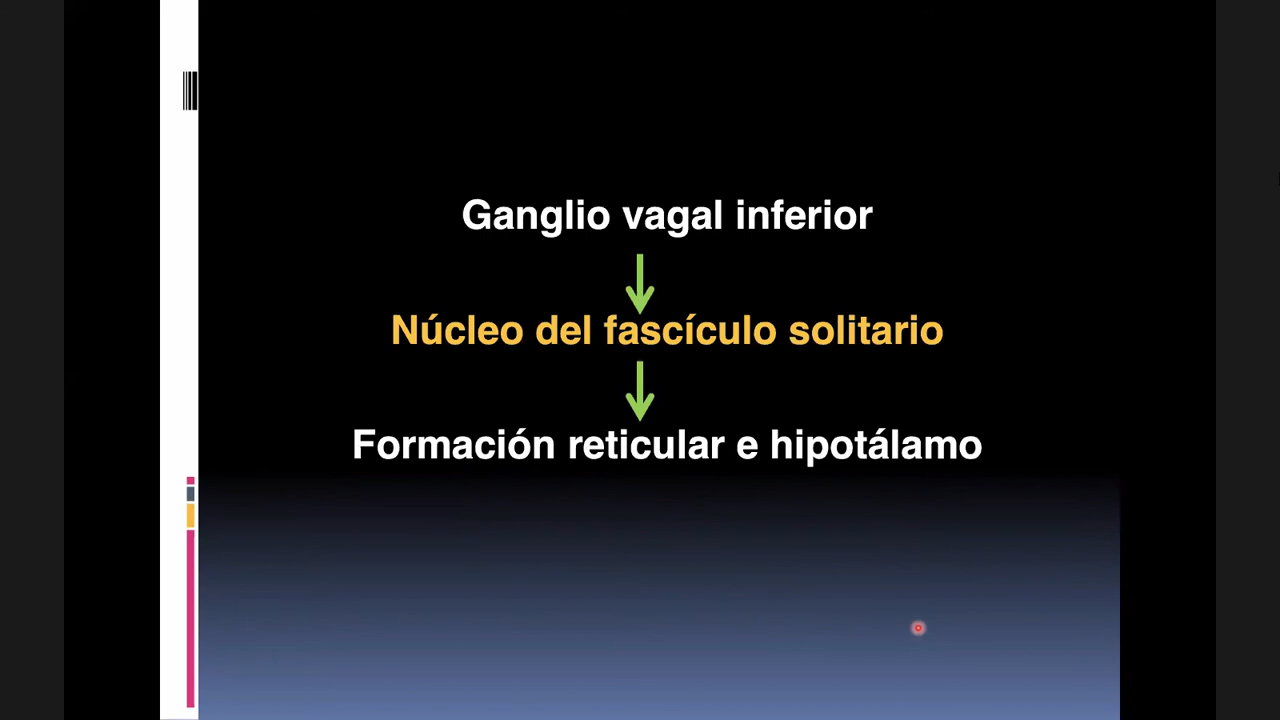 Ganglio vagal inferior
Núcleo del fascículo solitario
Formación reticular e hipotálamo